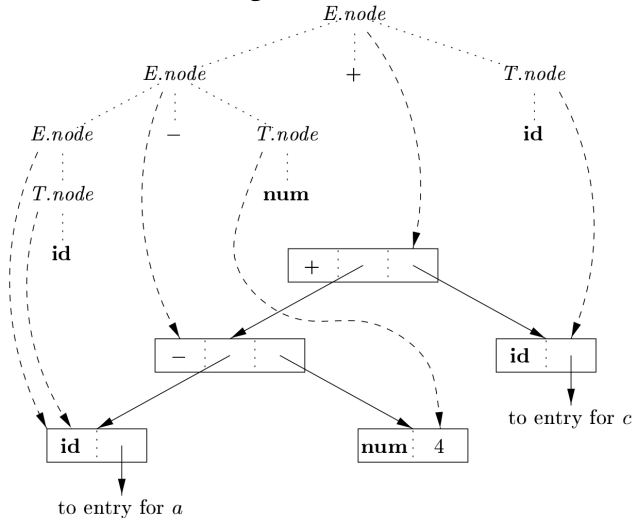 E.node
E.node + T.node
E.node − T.node id
T.node num
id
+
− id
to entry for c
id num 4
to entry for a